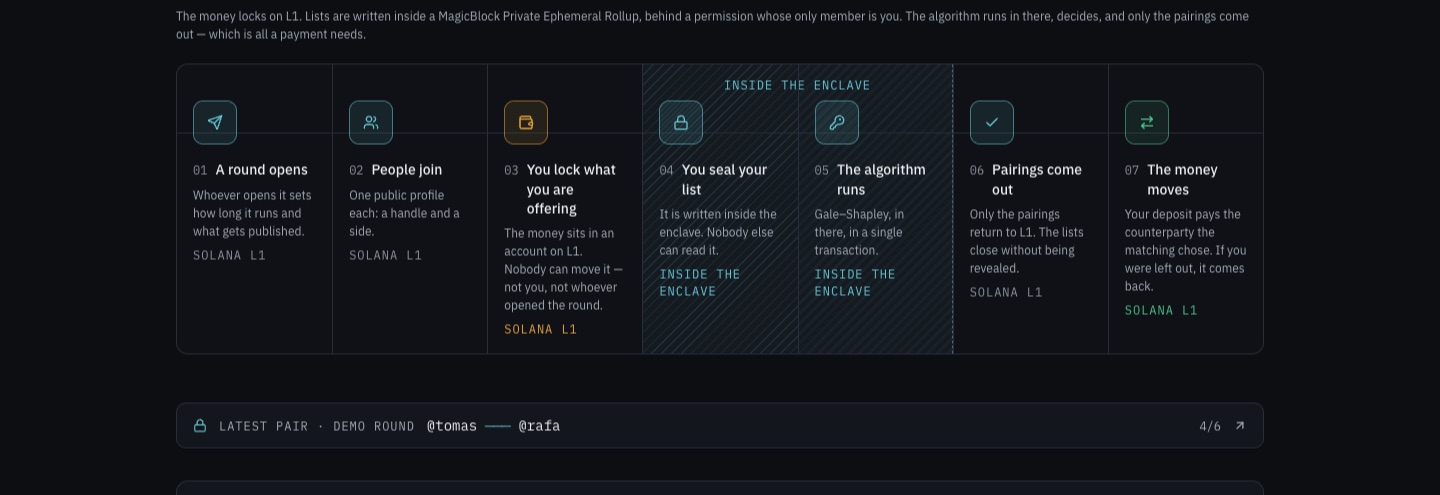 The money locks on L1. Lists are written inside a MagicBlock Private Ephemeral Rollup, behind a permission whose only member is you. The algorithm runs in there, decides, and only the pairings come
out — which is all a payment needs.
INSIDE THE ENCLAVE
01 A round opens
Whoever opens it sets
how long it runs and
what gets published.
SOLANA L1
02 People join
One public profile
each: a handle and a
side.
SOLANA L1
03 You lock what
you are
offering
The money sits in an
account on L1.
Nobody can move it —
not you, not whoever
opened the round.
SOLANA L1
04 You seal your
list
It is written inside the
enclave. Nobody else
can read it.
INSIDE THE
ENCLAVE
05 The algorithm
runs
Gale–Shapley, in
there, in a single
transaction.
INSIDE THE
ENCLAVE
06 Pairings come
out
Only the pairings
return to L1. The lists
close without being
revealed.
SOLANA L1
07 The money
moves
Your deposit pays the
counterparty the
matching chose. If you
were left out, it comes
back.
SOLANA L1
LATEST PAIR · DEMO ROUND @tomas — @rafa 4/6